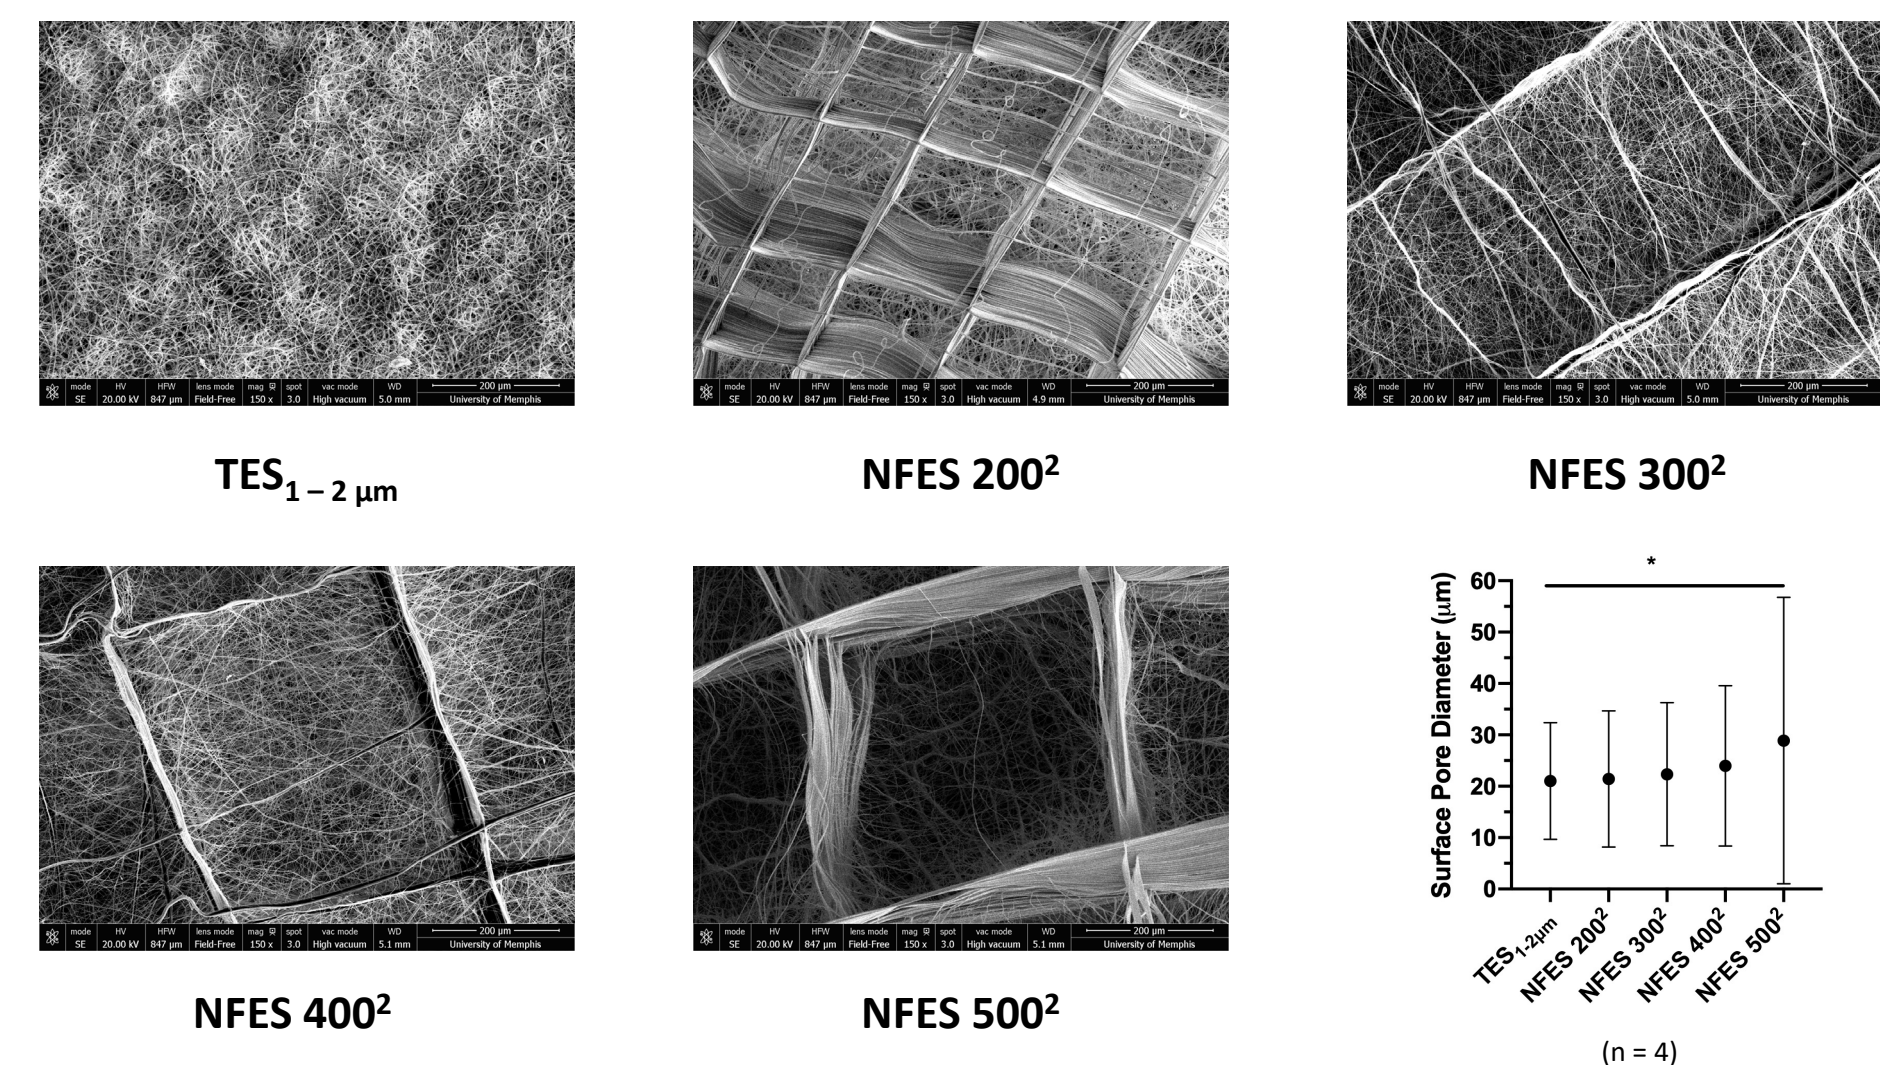 mode HV HFW lens mode mag spot vac mode WD 200 µm
SE 20.00 kV 847 µm Field-Free 150 x 3.0 High vacuum 5.0 mm University of Memphis
mode HV HFW lens mode mag spot vac mode WD 200 µm
SE 20.00 kV 847 µm Field-Free 150 x 3.0 High vacuum 4.9 mm University of Memphis
mode HV HFW lens mode mag spot vac mode WD 200 µm
SE 20.00 kV 847 µm Field-Free 150 x 3.0 High vacuum 5.0 mm University of Memphis
TES1 – 2 µm
NFES 200²
NFES 300²
mode HV HFW lens mode mag spot vac mode WD 200 µm
SE 20.00 kV 847 µm Field-Free 150 x 3.0 High vacuum 5.1 mm University of Memphis
mode HV HFW lens mode mag spot vac mode WD 200 µm
SE 20.00 kV 847 µm Field-Free 150 x 3.0 High vacuum 5.1 mm University of Memphis
NFES 400²
NFES 500²
*
Surface Pore Diameter (µm)
60
50
40
30
20
10
0
TES1-2µm
NFES 200²
NFES 300²
NFES 400²
NFES 500²
(n = 4)